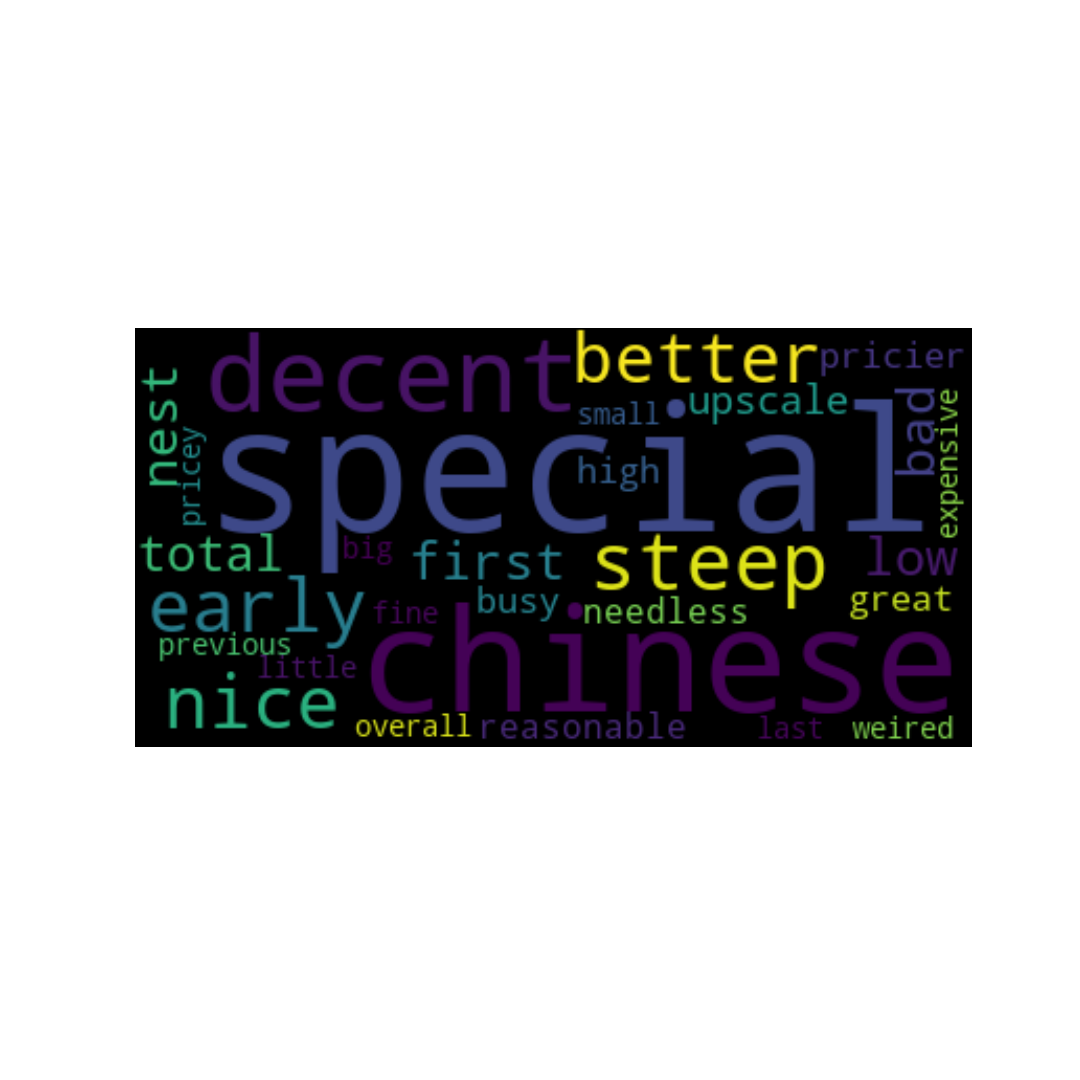 decent
better
pricier
nest
small
upscale
bad
pricey
special
high
expensive
total
big
first
steep
low
early
fine
busy
needless
great
previous
little
chinese
nice
overall
reasonable
last
weired